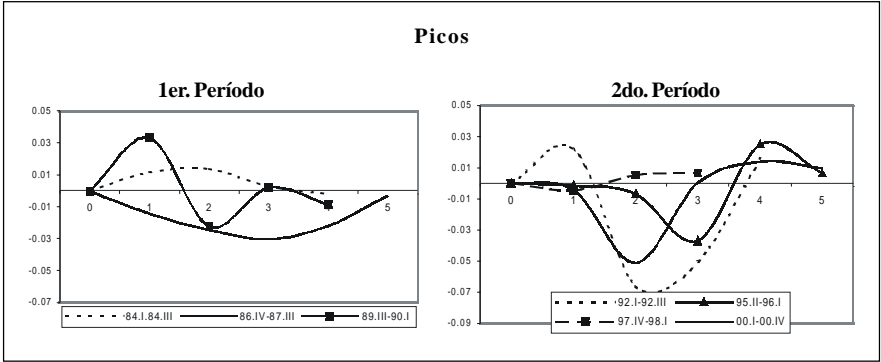 Picos
1er. Período
0.05
0.03
0.01
-0.01
-0.03
-0.05
-0.07
0 1 2 3 4 5
84.I.84.III 86.IV-87.III 89.III-90.I
2do. Período
0.05
0.03
0.01
-0.01
-0.03
-0.05
-0.07
-0.09
0 1 2 3 4 5
92.I-92.III 95.II-96.I
97.IV-98.I 00.I-00.IV